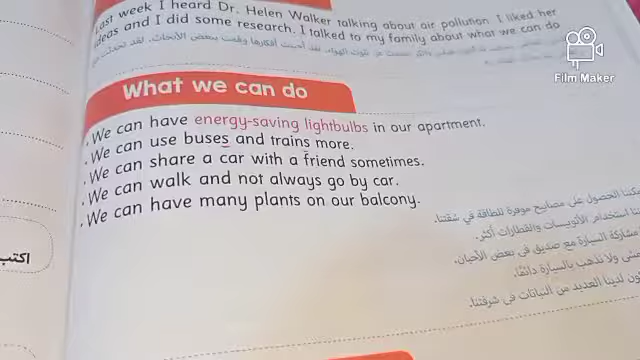 Last week I heard Dr. Helen Walker talking about air pollution. I liked her
ideas and I did some research. I talked to my family about what we can do
What we can do
. We can have energy-saving lightbulbs in our apartment.
. We can use buses and trains more.
. We can share a car with a friend sometimes.
. We can walk and not always go by car.
. We can have many plants on our balcony.
الحصول على مصابيح موفرة للطاقة في شقتنا.
استخدام الأتوبيسات والقطارات أكثر.
مشاركة السيارة مع صديق في بعض الأحيان.
ولا نذهب بالسيارة دائمًا.
لدينا العديد من النباتات في شرفتنا.
اكتب
Film Maker